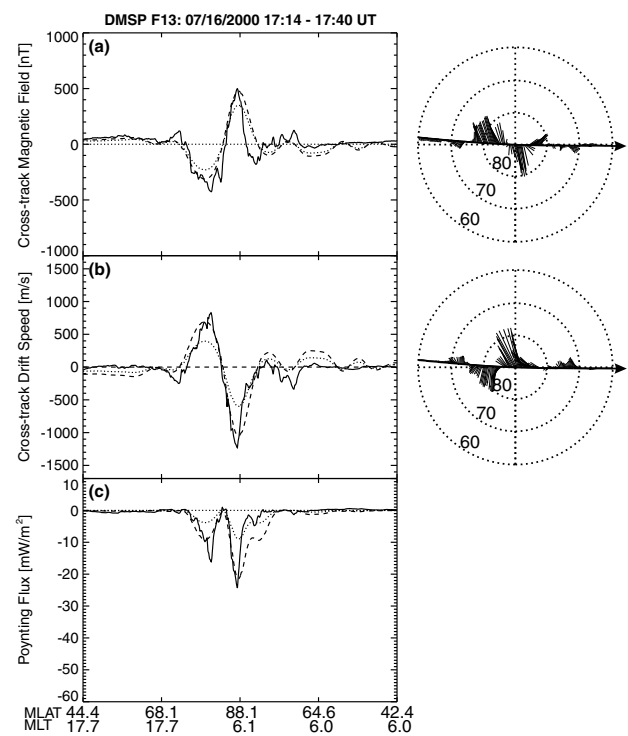 DMSP F13: 07/16/2000 17:14 - 17:40 UT
(a)
Cross-track Magnetic Field [nT]
1000
500
0
-500
-1000
80
70
60
(b)
Cross-track Drift Speed [m/s]
1500
1000
500
0
-500
-1000
-1500
80
70
60
(c)
Poynting Flux [mW/m²]
10
0
-10
-20
-30
-40
-50
-60
MLAT 44.4 68.1 88.1 64.6 42.4
MLT 17.7 17.7 6.1 6.0 6.0